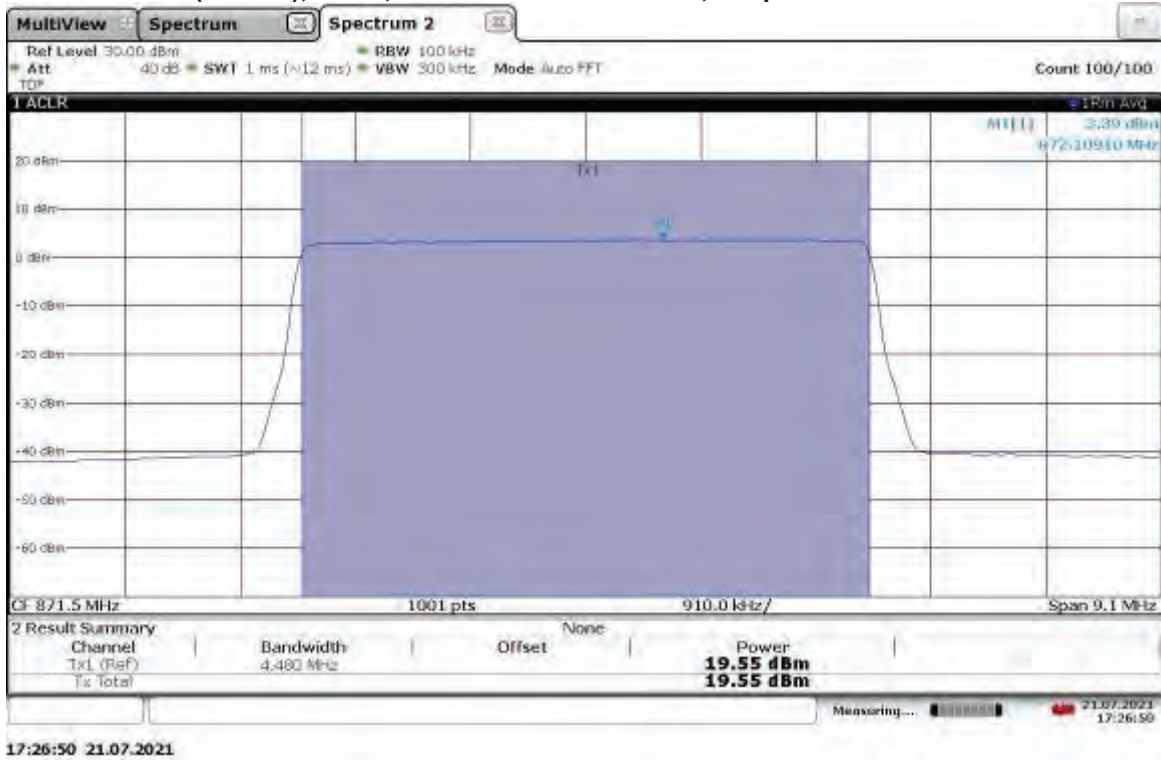 MultiView Spectrum Spectrum 2
Ref Level 30.00 dBm RBW 100 kHz
Att 40 dB SWT 1 ms (~12 ms) VBW 300 kHz Mode Auto FFT Count 100/100
TDF
1 ACLR 1Rm Avg
M1[1] 3.39 dBm
872.10910 MHz
20 dBm
Tx1
10 dBm
M1
0 dBm
-10 dBm
-20 dBm
-30 dBm
-40 dBm
-50 dBm
-60 dBm
CF 871.5 MHz 1001 pts 910.0 kHz/ Span 9.1 MHz
2 Result Summary None
Channel Bandwidth Offset Power
Tx1 (Ref) 4.480 MHz 19.55 dBm
Tx Total 19.55 dBm
Measuring... 21.07.2021
17:26:50
17:26:50 21.07.2021